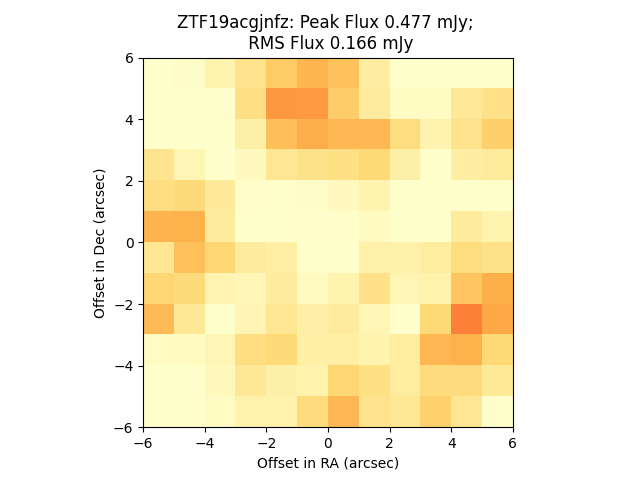 ZTF19acgjnfz: Peak Flux 0.477 mJy;
RMS Flux 0.166 mJy
6
4
2
0
−2
−4
−6
Offset in Dec (arcsec)
−6 −4 −2 0 2 4 6
Offset in RA (arcsec)